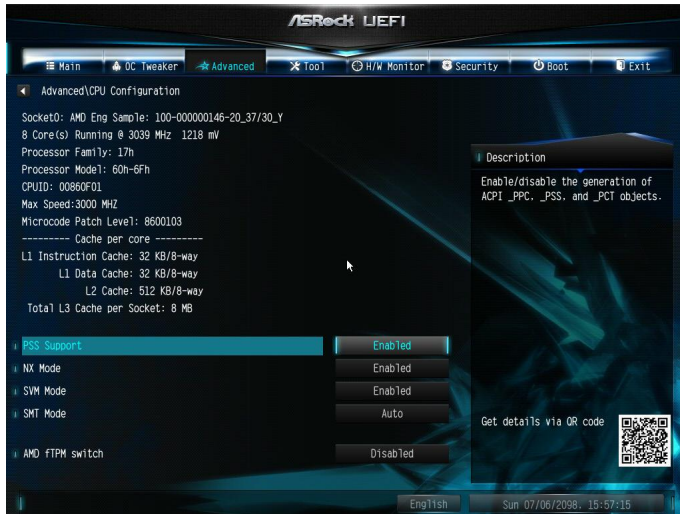 ASRock UEFI
Main OC Tweaker Advanced Tool H/W Monitor Security Boot Exit
Advanced\CPU Configuration
Socket0: AMD Eng Sample: 100-000000146-20_37/30_Y
8 Core(s) Running @ 3039 MHz 1218 mV
Processor Family: 17h
Processor Model: 60h-6Fh
CPUID: 00860F01
Max Speed:3000 MHZ
Microcode Patch Level: 8600103
--------- Cache per core ---------
L1 Instruction Cache: 32 KB/8-way
L1 Data Cache: 32 KB/8-way
L2 Cache: 512 KB/8-way
Total L3 Cache per Socket: 8 MB
PSS Support Enabled
NX Mode Enabled
SVM Mode Enabled
SMT Mode Auto
AMD fTPM switch Disabled
Description
Enable/disable the generation of
ACPI _PPC, _PSS, and _PCT objects.
Get details via QR code
English Sun 07/06/2098. 15:57:15